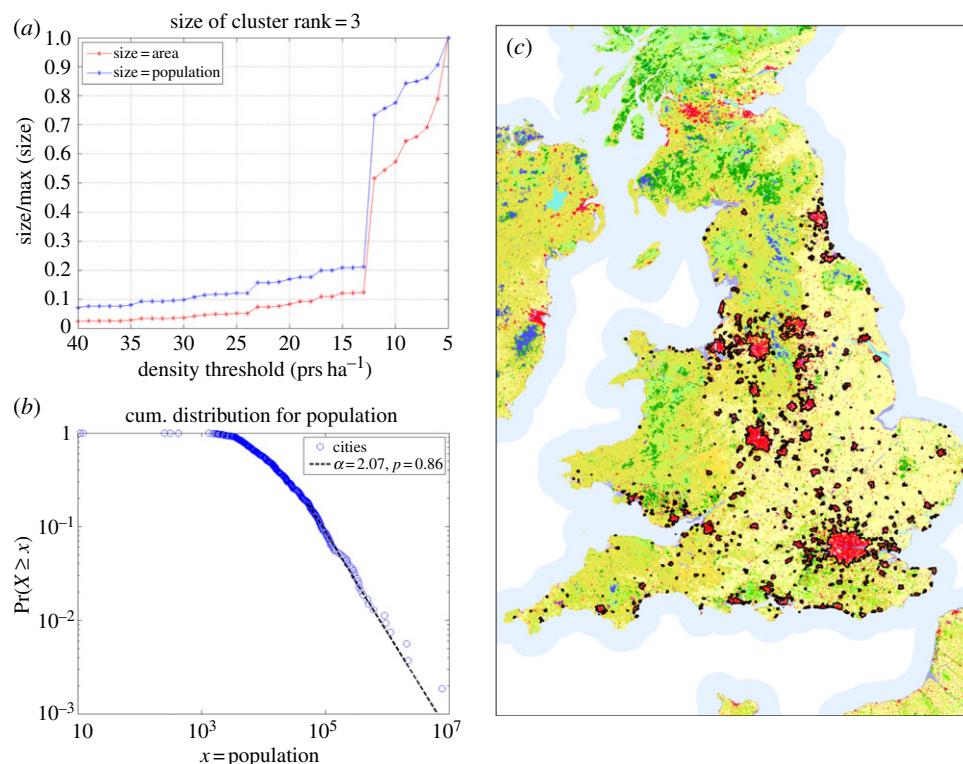 (a)
size of cluster rank = 3
1.0
0.9
0.8
0.7
0.6
0.5
0.4
0.3
0.2
0.1
0
size/max (size)
size = area
size = population
40 35 30 24 20 15 10 5
density threshold (prs ha⁻¹)
(b)
cum. distribution for population
1
10⁻¹
10⁻²
10⁻³
Pr(X ≥ x)
cities
α = 2.07, p = 0.86
10 10³ 10⁵ 10⁷
x = population
(c)